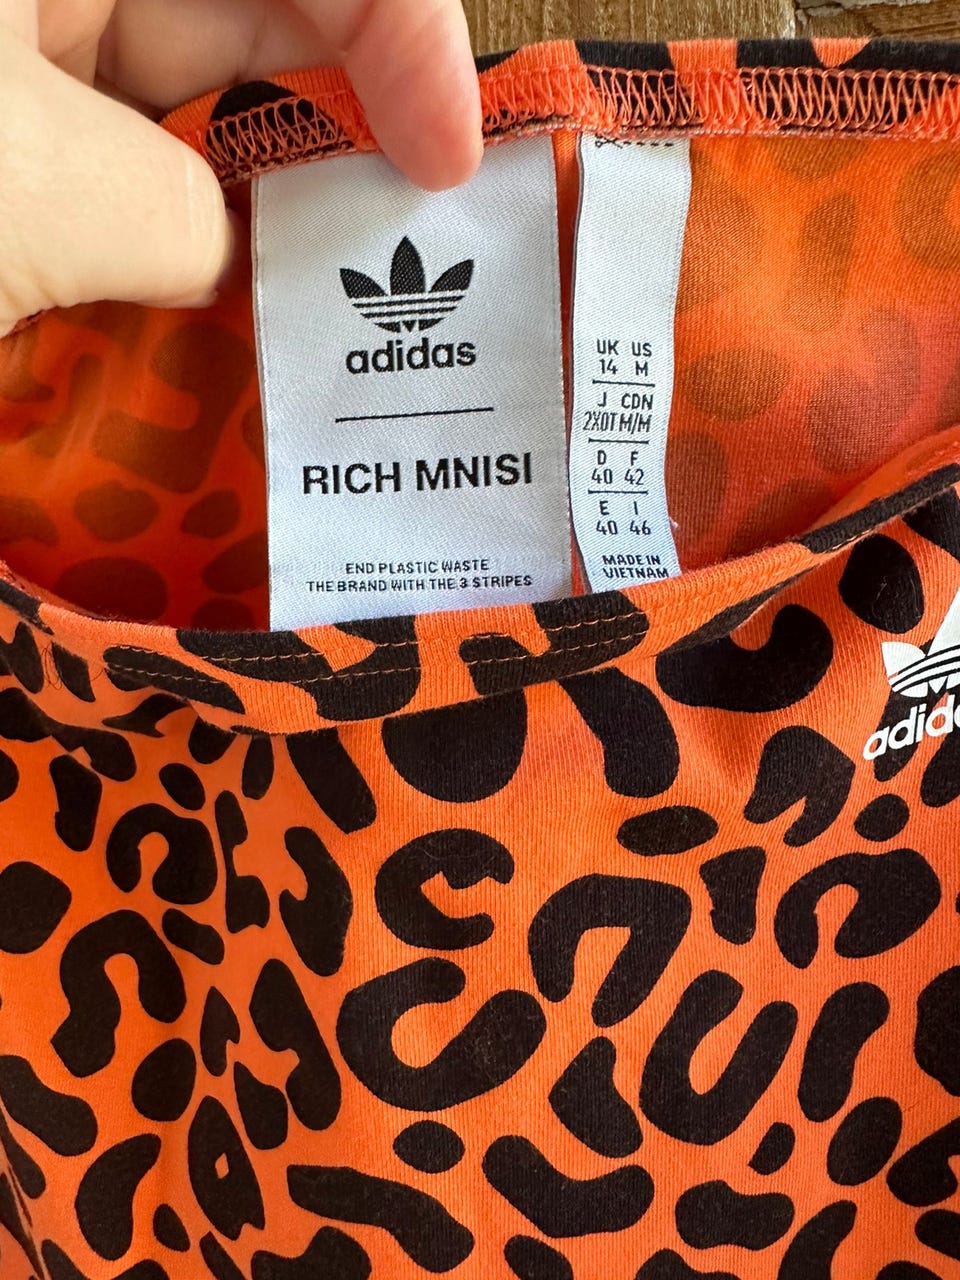 adidas
RICH MNISI
END PLASTIC WASTE
THE BRAND WITH THE 3 STRIPES
UK US
14 M
J CDN
2XOT M/M
D F
40 42
E I
40 46
MADE IN
VIETNAM
adida